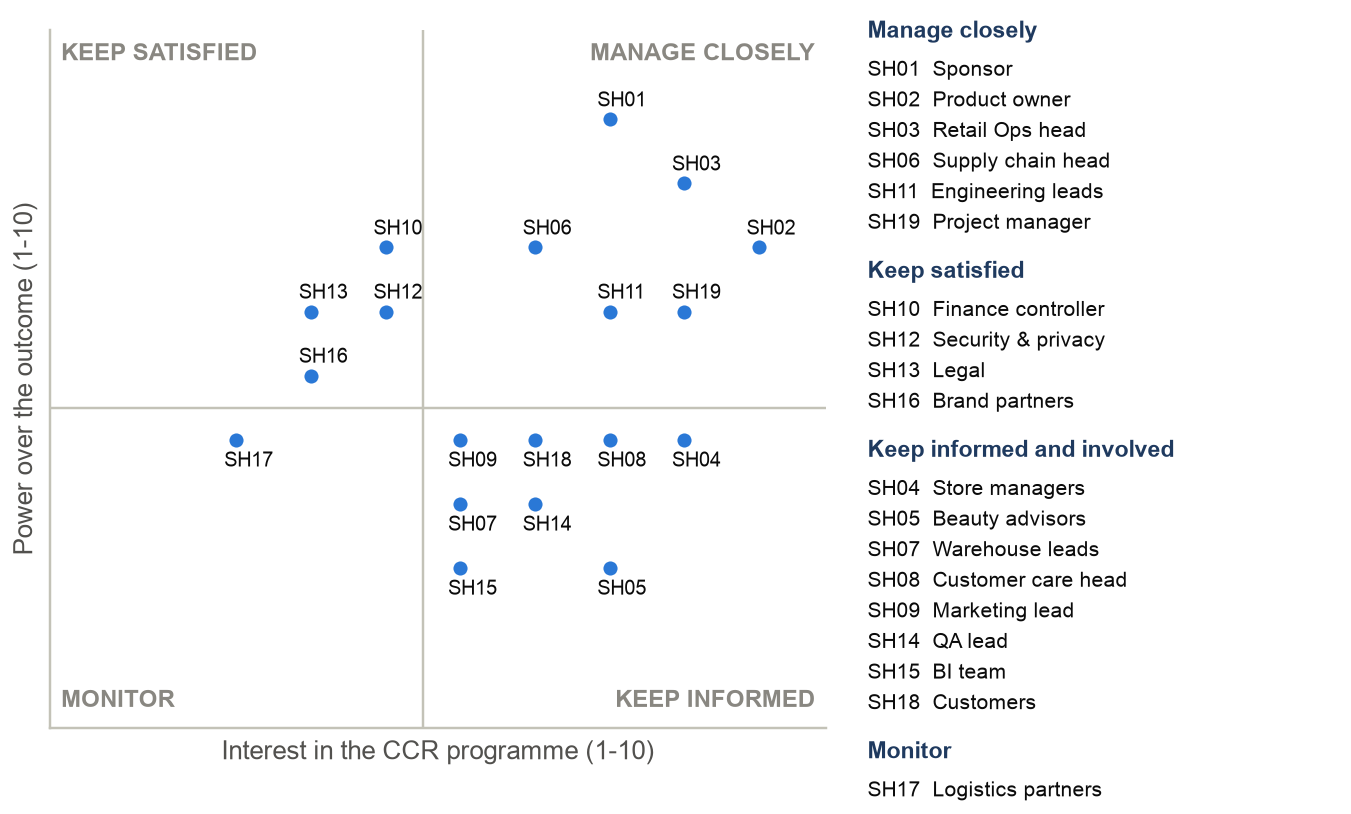 KEEP SATISFIED
MANAGE CLOSELY
SH01
SH03
SH10
SH06
SH02
SH13
SH12
SH11
SH19
SH16
SH17
SH09
SH18
SH08
SH04
SH07
SH14
SH15
SH05
MONITOR
KEEP INFORMED
Power over the outcome (1-10)
Interest in the CCR programme (1-10)
Manage closely
SH01 Sponsor
SH02 Product owner
SH03 Retail Ops head
SH06 Supply chain head
SH11 Engineering leads
SH19 Project manager
Keep satisfied
SH10 Finance controller
SH12 Security & privacy
SH13 Legal
SH16 Brand partners
Keep informed and involved
SH04 Store managers
SH05 Beauty advisors
SH07 Warehouse leads
SH08 Customer care head
SH09 Marketing lead
SH14 QA lead
SH15 BI team
SH18 Customers
Monitor
SH17 Logistics partners